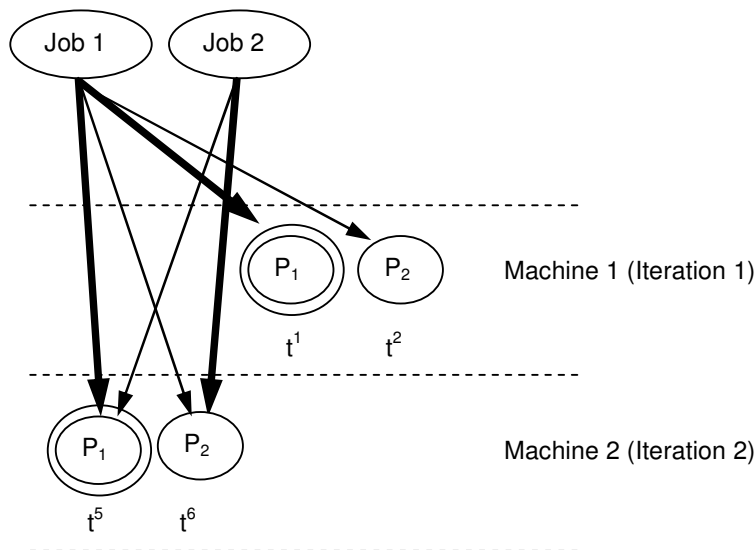 Job 1 Job 2
P₁ P₂ Machine 1 (Iteration 1)
t¹ t²
P₁ P₂ Machine 2 (Iteration 2)
t⁵ t⁶